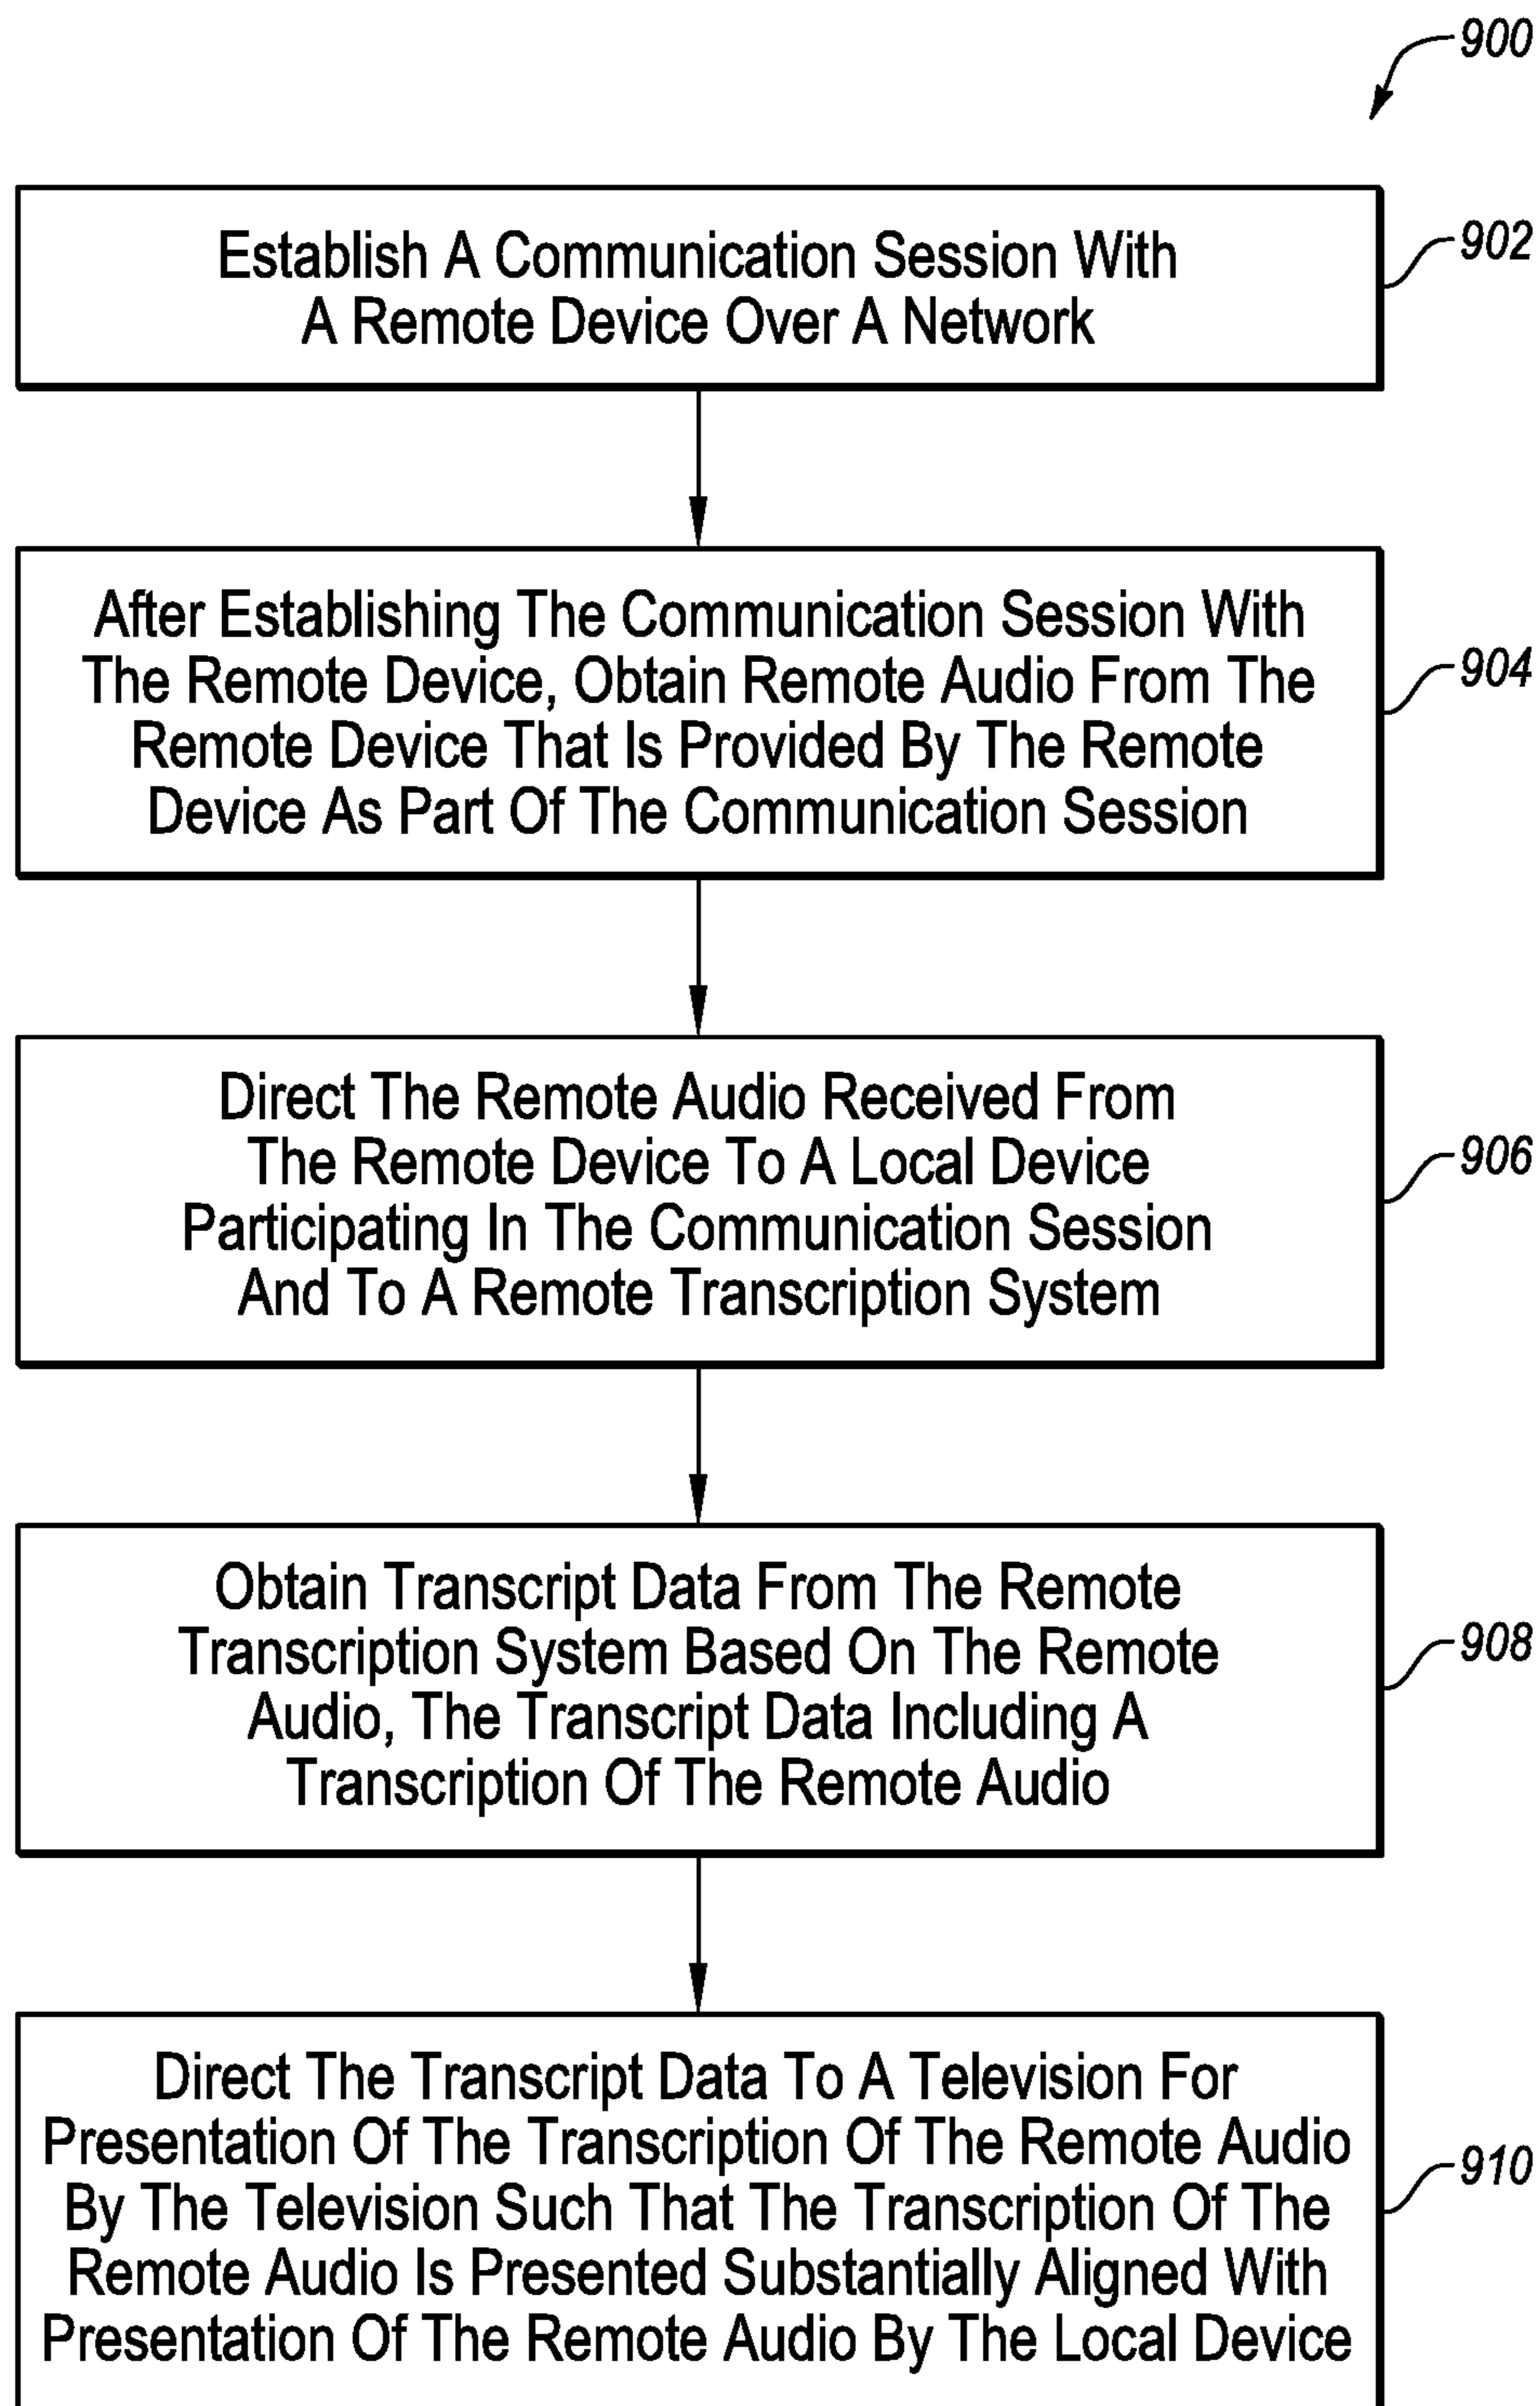 900
Establish A Communication Session With
A Remote Device Over A Network
902
After Establishing The Communication Session With
The Remote Device, Obtain Remote Audio From The
Remote Device That Is Provided By The Remote
Device As Part Of The Communication Session
904
Direct The Remote Audio Received From
The Remote Device To A Local Device
Participating In The Communication Session
And To A Remote Transcription System
906
Obtain Transcript Data From The Remote
Transcription System Based On The Remote
Audio, The Transcript Data Including A
Transcription Of The Remote Audio
908
Direct The Transcript Data To A Television For
Presentation Of The Transcription Of The Remote Audio
By The Television Such That The Transcription Of The
Remote Audio Is Presented Substantially Aligned With
Presentation Of The Remote Audio By The Local Device
910